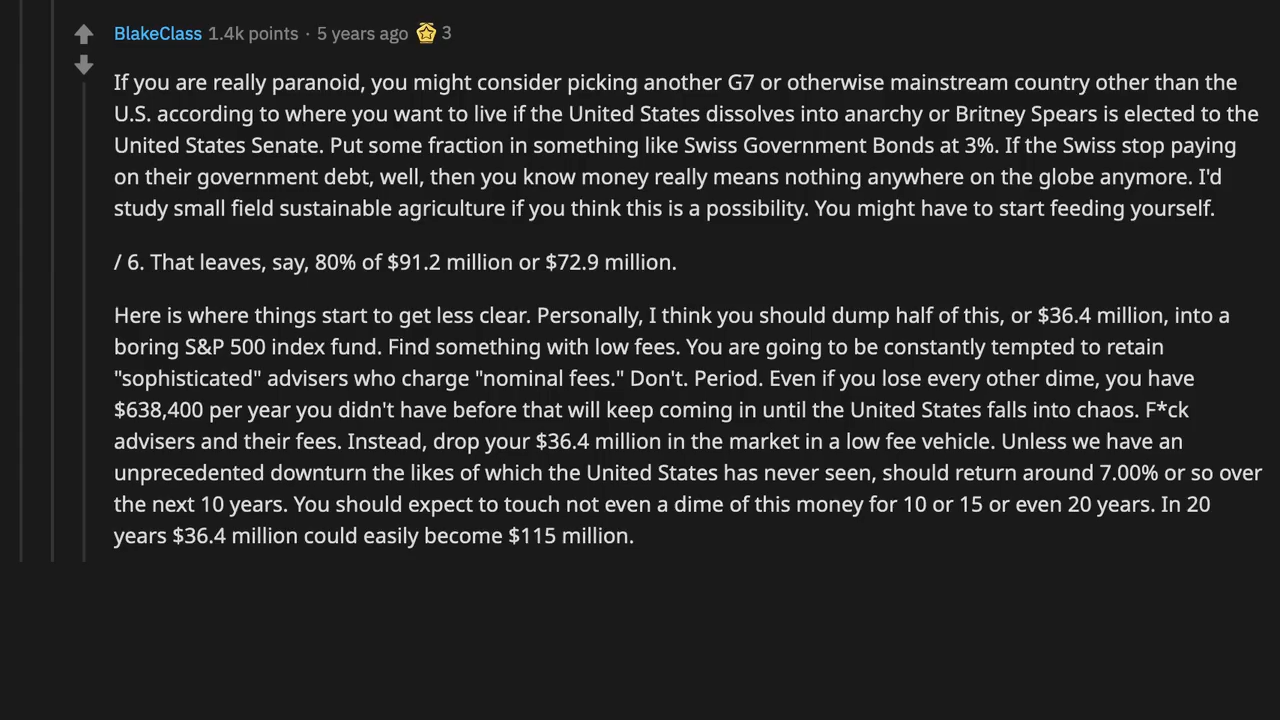 BlakeClass 1.4k points · 5 years ago 3
If you are really paranoid, you might consider picking another G7 or otherwise mainstream country other than the
U.S. according to where you want to live if the United States dissolves into anarchy or Britney Spears is elected to the
United States Senate. Put some fraction in something like Swiss Government Bonds at 3%. If the Swiss stop paying
on their government debt, well, then you know money really means nothing anywhere on the globe anymore. I'd
study small field sustainable agriculture if you think this is a possibility. You might have to start feeding yourself.
/ 6. That leaves, say, 80% of $91.2 million or $72.9 million.
Here is where things start to get less clear. Personally, I think you should dump half of this, or $36.4 million, into a
boring S&P 500 index fund. Find something with low fees. You are going to be constantly tempted to retain
"sophisticated" advisers who charge "nominal fees." Don't. Period. Even if you lose every other dime, you have
$638,400 per year you didn't have before that will keep coming in until the United States falls into chaos. F*ck
advisers and their fees. Instead, drop your $36.4 million in the market in a low fee vehicle. Unless we have an
unprecedented downturn the likes of which the United States has never seen, should return around 7.00% or so over
the next 10 years. You should expect to touch not even a dime of this money for 10 or 15 or even 20 years. In 20
years $36.4 million could easily become $115 million.